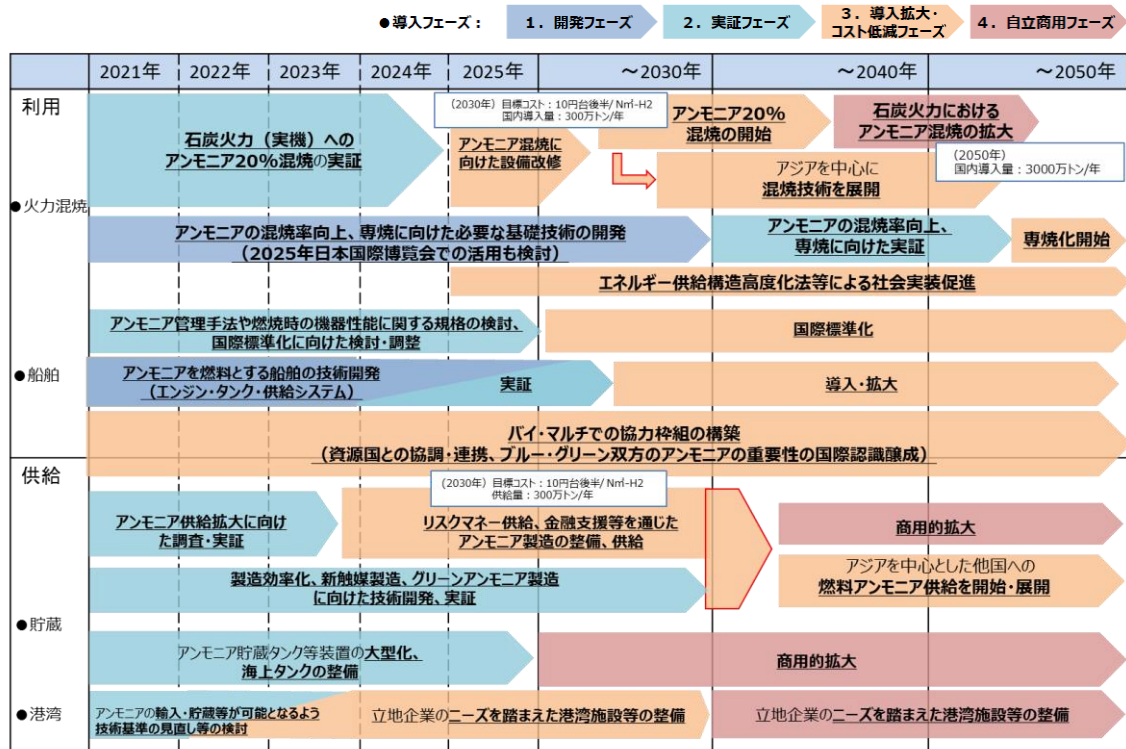 ●導入フェーズ：
1．開発フェーズ
2．実証フェーズ
3．導入拡大・
コスト低減フェーズ
4．自立商用フェーズ
2021年
2022年
2023年
2024年
2025年
～2030年
～2040年
～2050年
利用
●火力混焼
石炭火力（実機）への
アンモニア20％混焼の実証
（2030年）目標コスト：10円台後半/Nm³-H2
国内導入量：300万トン/年
アンモニア混焼に
向けた設備改修
アンモニア20％
混焼の開始
石炭火力における
アンモニア混焼の拡大
（2050年）
国内導入量：3000万トン/年
アジアを中心に
混焼技術を展開
アンモニアの混焼率向上、専焼に向けた必要な基礎技術の開発
（2025年日本国際博覧会での活用も検討）
アンモニアの混焼率向上、
専焼に向けた実証
専焼化開始
エネルギー供給構造高度化法等による社会実装促進
アンモニア管理手法や燃焼時の機器性能に関する規格の検討、
国際標準化に向けた検討・調整
国際標準化
●船舶
アンモニアを燃料とする船舶の技術開発
（エンジン・タンク・供給システム）
実証
導入・拡大
バイ・マルチでの協力枠組の構築
（資源国との協調・連携、ブルー・グリーン双方のアンモニアの重要性の国際認識醸成）
供給
（2030年）目標コスト：10円台後半/Nm³-H2
供給量：300万トン/年
アンモニア供給拡大に向け
た調査・実証
リスクマネー供給、金融支援等を通じた
アンモニア製造の整備、供給
商用的拡大
製造効率化、新触媒製造、グリーンアンモニア製造
に向けた技術開発、実証
アジアを中心とした他国への
燃料アンモニア供給を開始・展開
●貯蔵
アンモニア貯蔵タンク等装置の大型化、
海上タンクの整備
商用的拡大
●港湾
アンモニアの輸入・貯蔵等が可能となるよう
技術基準の見直し等の検討
立地企業のニーズを踏まえた港湾施設等の整備
立地企業のニーズを踏まえた港湾施設等の整備